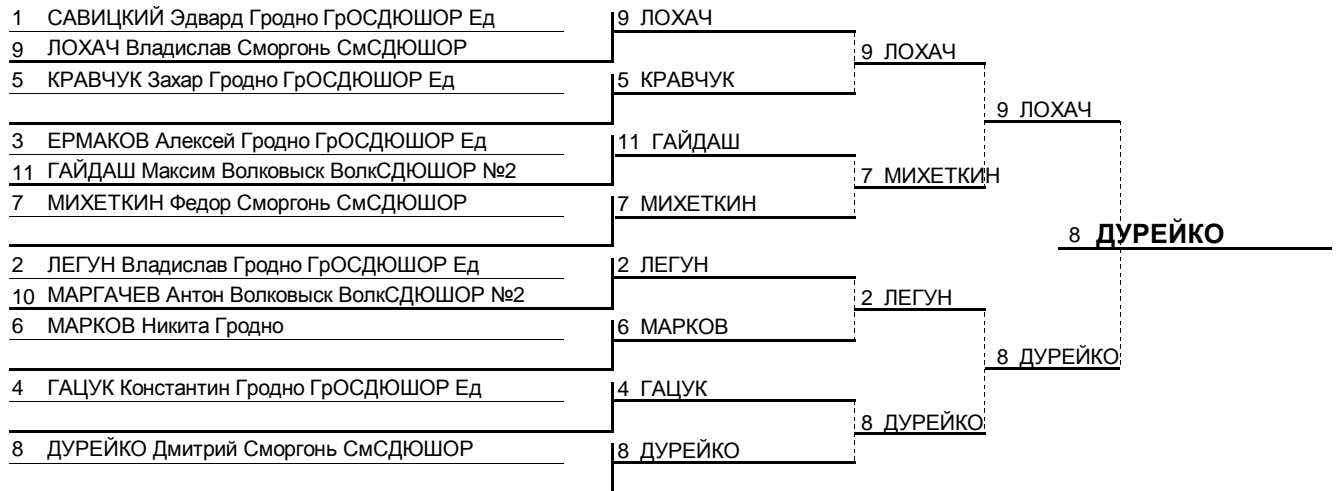 1 САВИЦКИЙ Эдвард Гродно ГрОСДЮШОР Ед
9 ЛОХАЧ
9 ЛОХАЧ Владислав Сморгонь СмСДЮШОР
9 ЛОХАЧ
5 КРАВЧУК Захар Гродно ГрОСДЮШОР Ед
5 КРАВЧУК
9 ЛОХАЧ
3 ЕРМАКОВ Алексей Гродно ГрОСДЮШОР Ед
11 ГАЙДАШ
11 ГАЙДАШ Максим Волковыск ВолкСДЮШОР №2
7 МИХЕТКИН
7 МИХЕТКИН Федор Сморгонь СмСДЮШОР
7 МИХЕТКИН
8 ДУРЕЙКО
2 ЛЕГУН Владислав Гродно ГрОСДЮШОР Ед
2 ЛЕГУН
10 МАРГАЧЕВ Антон Волковыск ВолкСДЮШОР №2
2 ЛЕГУН
6 МАРКОВ Никита Гродно
6 МАРКОВ
8 ДУРЕЙКО
4 ГАЦУК Константин Гродно ГрОСДЮШОР Ед
4 ГАЦУК
8 ДУРЕЙКО
8 ДУРЕЙКО Дмитрий Сморгонь СмСДЮШОР
8 ДУРЕЙКО